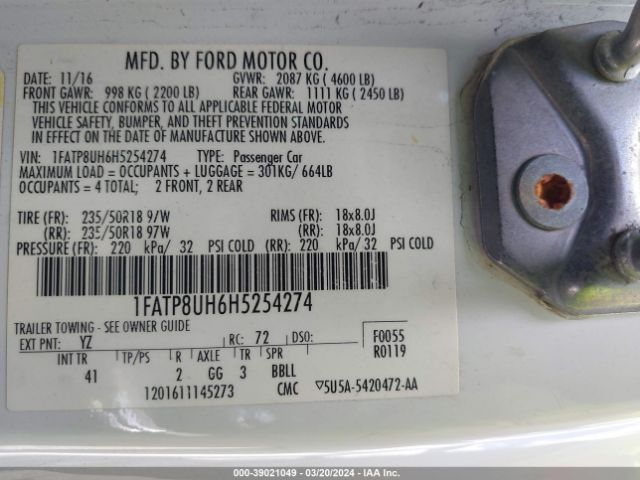 MFD. BY FORD MOTOR CO.
DATE: 11/16 GVWR: 2087 KG ( 4600 LB)
FRONT GAWR: 998 KG ( 2200 LB) REAR GAWR: 1111 KG ( 2450 LB)
THIS VEHICLE CONFORMS TO ALL APPLICABLE FEDERAL MOTOR
VEHICLE SAFETY, BUMPER, AND THEFT PREVENTION STANDARDS
IN EFFECT ON THE DATE OF MANUFACTURE SHOWN ABOVE.
VIN: 1FATP8UH6H5254274 TYPE: Passenger Car
MAXIMUM LOAD = OCCUPANTS + LUGGAGE = 301KG/ 664LB
OCCUPANTS = 4 TOTAL: 2 FRONT, 2 REAR
TIRE (FR): 235/50R18 97W RIMS (FR): 18x8.0J
(RR): 235/50R18 97W (RR): 18x8.0J
PRESSURE (FR): 220 kPa/ 32 PSI COLD (RR): 220 kPa/ 32 PSI COLD
1FATP8UH6H5254274
TRAILER TOWING - SEE OWNER GUIDE
EXT PNT: YZ RC: 72 DSO: F0055
R0119
INT TR TP/PS R AXLE TR SPR
41 2 GG 3 BBLL
1201611145273 CMC ▽5U5A-5420472-AA
000-39021049 — 03/20/2024 — IAA Inc.